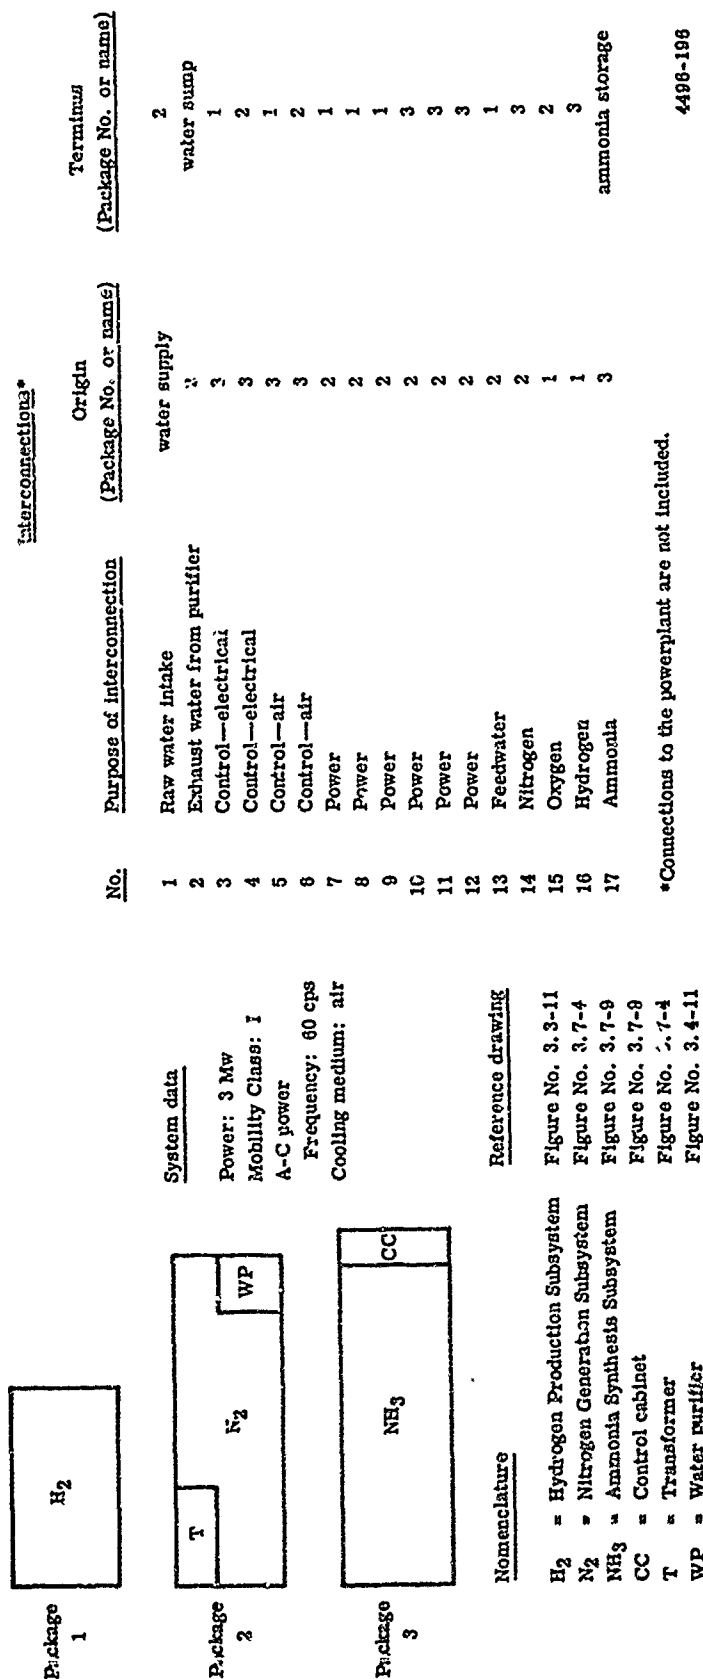 Package
1
H2
Package
2
T
N2
WP
Package
3
NH3
CC
System data
Power: 3 Mw
Mobility Class: I
A-C power
Frequency: 60 cps
Cooling medium: air
Nomenclature
Reference drawing
H2 = Hydrogen Production Subsystem Figure No. 3.3-11
N2 = Nitrogen Generation Subsystem Figure No. 3.7-4
NH3 = Ammonia Synthesis Subsystem Figure No. 3.7-9
CC = Control cabinet Figure No. 3.7-9
T = Transformer Figure No.
WP = Water purifier Figure No. 3.4-11
Interconnections*
Origin Terminus
No. Purpose of interconnection (Package No. or name) (Package No. or name)
1 Raw water intake water supply 2
2 Exhaust water from purifier 2 water sump
3 Control—electrical 3 1
4 Control—electrical 3 2
5 Control—air 3 1
6 Control—air 3 2
7 Power 2 1
8 Power 2 1
9 Power 2 1
10 Power 2 3
11 Power 2 3
12 Power 2 3
13 Feedwater 2 1
14 Nitrogen 2 3
15 Oxygen 1 2
16 Hydrogen 1 3
17 Ammonia 3 ammonia storage
*Connections to the powerplant are not included.
4496-196